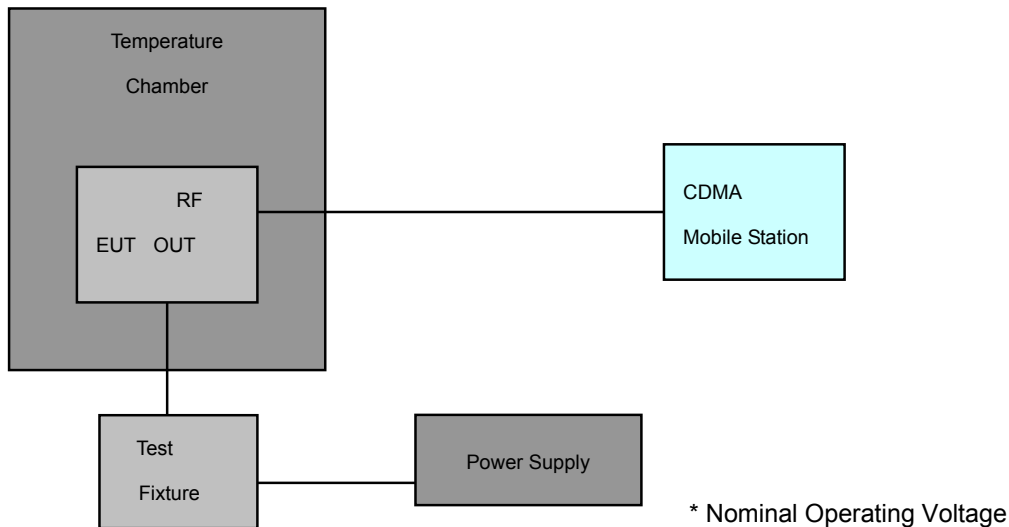 Temperature
Chamber
RF
EUT OUT
CDMA
Mobile Station
Test
Fixture
Power Supply
* Nominal Operating Voltage